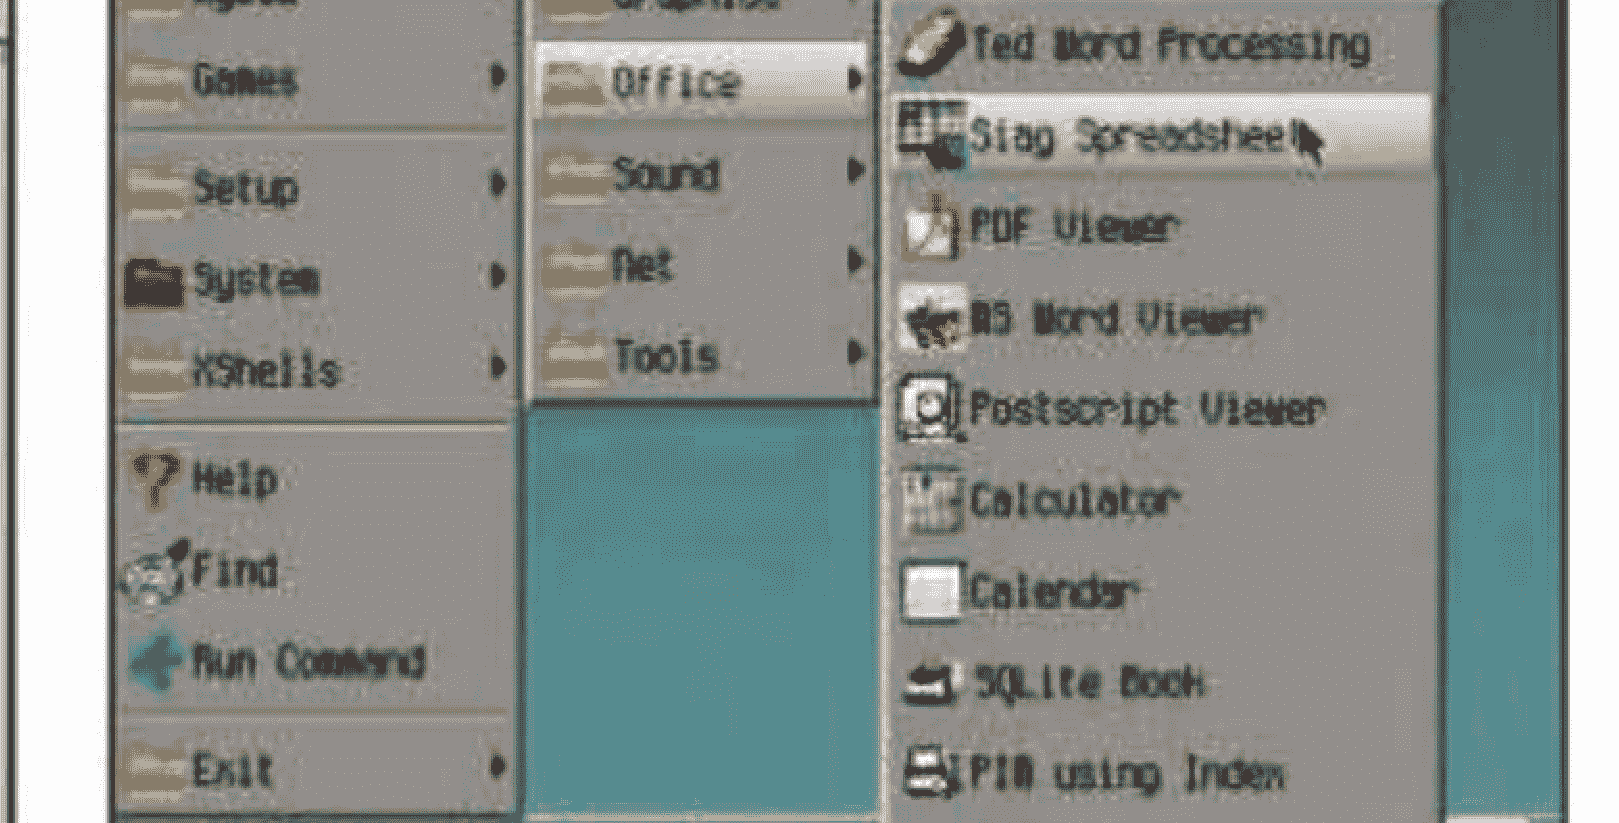 Games
Setup
System
XShells
Help
Find
Run Command
Exit
Office
Sound
Net
Tools
Ted Word Processing
Siag Spreadsheet
PDF Viewer
MS Word Viewer
Postscript Viewer
Calculator
Calendar
SQLite Book
PIM using Index